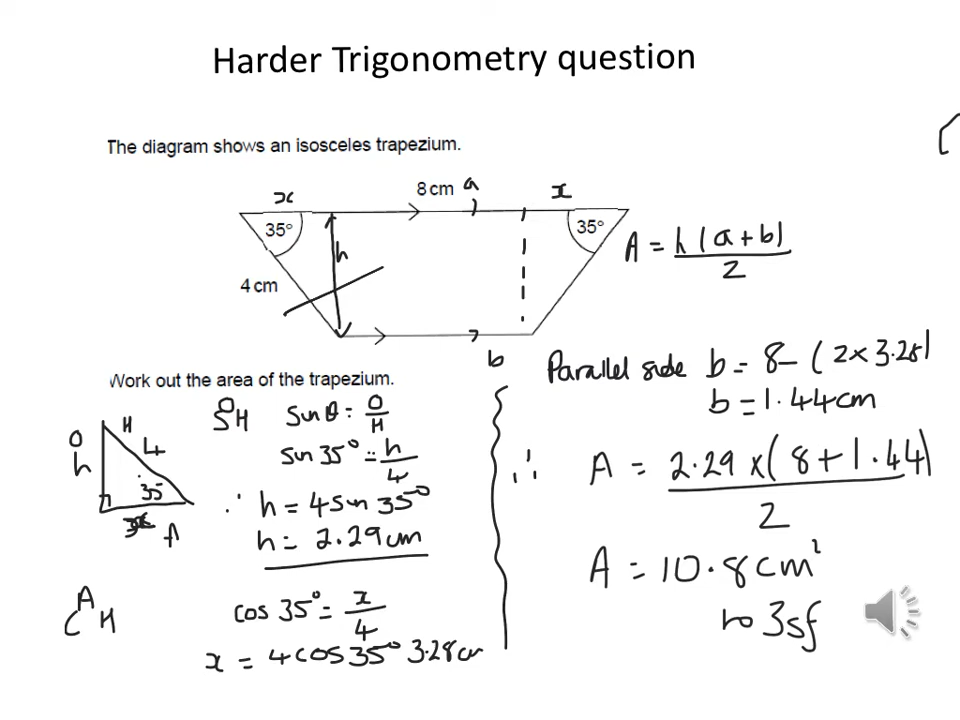 Harder Trigonometry question
The diagram shows an isosceles trapezium.
x
8 cm
a
x
35°
35°
h
4 cm
A = h(a+b)
2
b
Work out the area of the trapezium.
O
h
H
4
35
A
SOH
Sin θ = O
H
sin 35° = h
4
∴ h = 4 sin 35°
h = 2.29cm
CAH
cos 35° = x
4
x = 4cos35° 3.28cm
Parallel side b = 8 - (2 x 3.28)
b = 1.44cm
∴ A = 2.29 x (8 + 1.44)
2
A = 10.8cm²
to 3sf